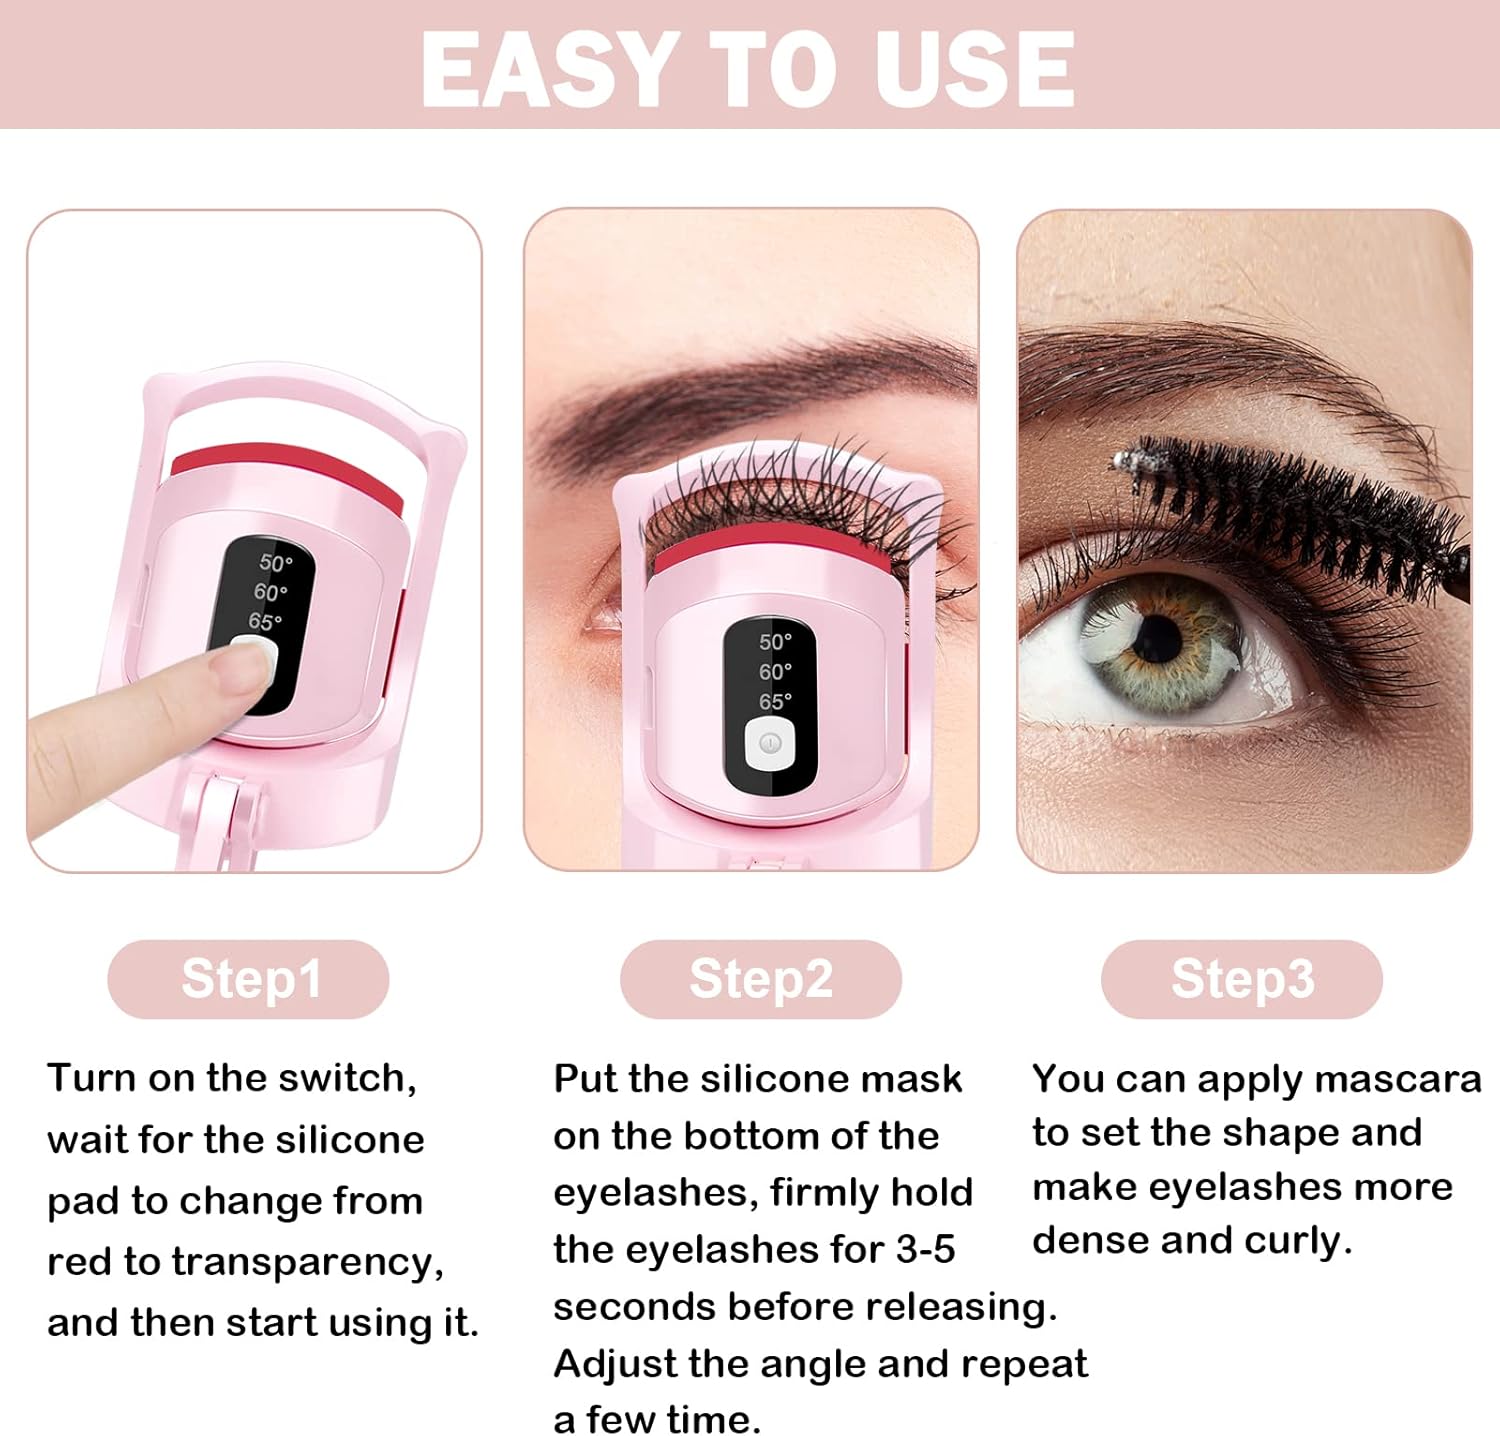 EASY TO USE
50°
60°
65°
50°
60°
65°
Step1
Turn on the switch,
wait for the silicone
pad to change from
red to transparency,
and then start using it.
Step2
Put the silicone mask
on the bottom of the
eyelashes, firmly hold
the eyelashes for 3-5
seconds before releasing.
Adjust the angle and repeat
a few time.
Step3
You can apply mascara
to set the shape and
make eyelashes more
dense and curly.